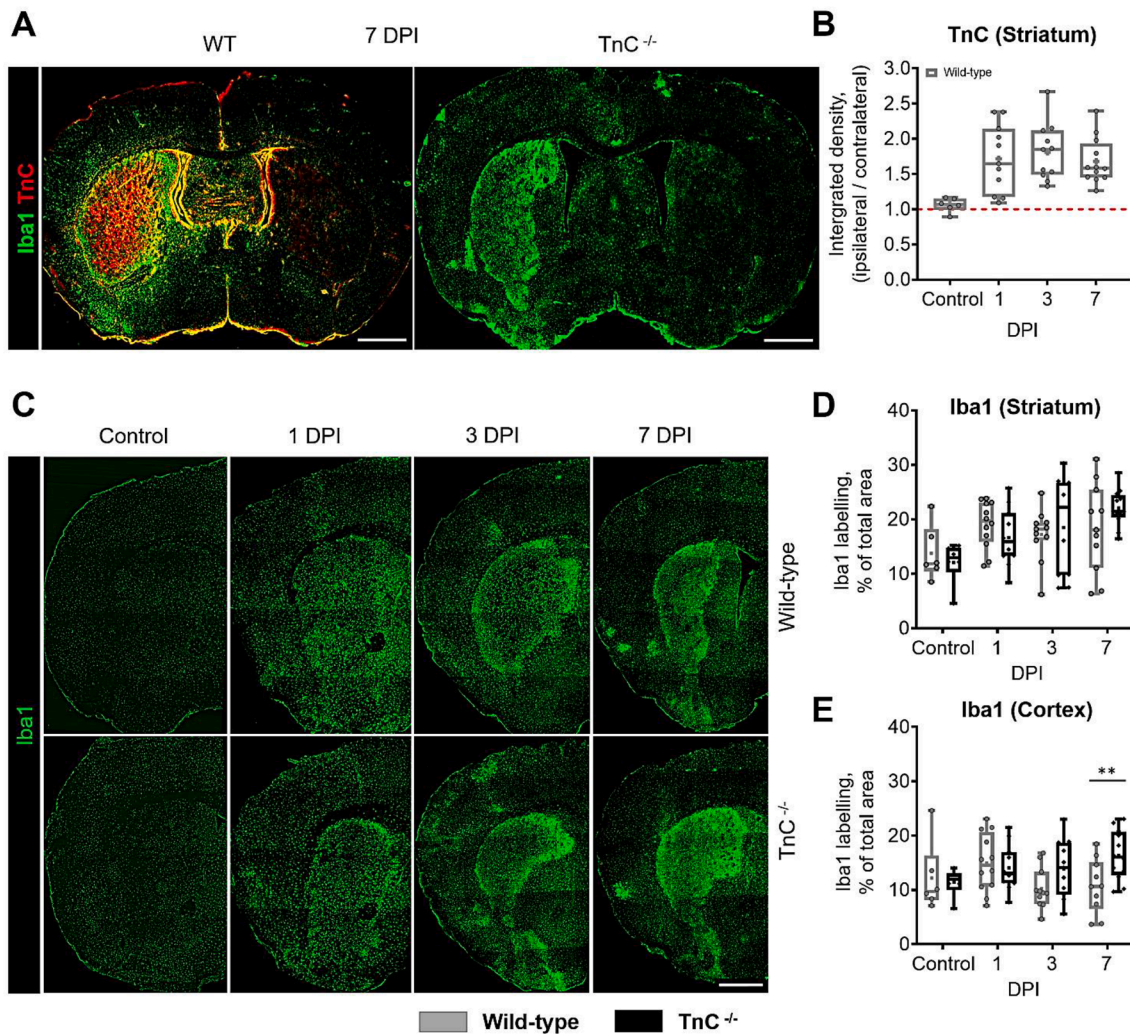 A
WT
7 DPI
TnC -/-
Iba1 TnC
B
TnC (Striatum)
Wild-type
Intergrated density,
(ipsilateral / contralateral)
3.0
2.5
2.0
1.5
1.0
0.5
0.0
Control 1 3 7
DPI
C
Control
1 DPI
3 DPI
7 DPI
Iba1
Wild-type
TnC -/-
D
Iba1 (Striatum)
Iba1 labelling,
% of total area
40
30
20
10
0
Control 1 3 7
DPI
E
Iba1 (Cortex)
Iba1 labelling,
% of total area
40
30
20
10
0
**
Control 1 3 7
DPI
Wild-type
TnC -/-